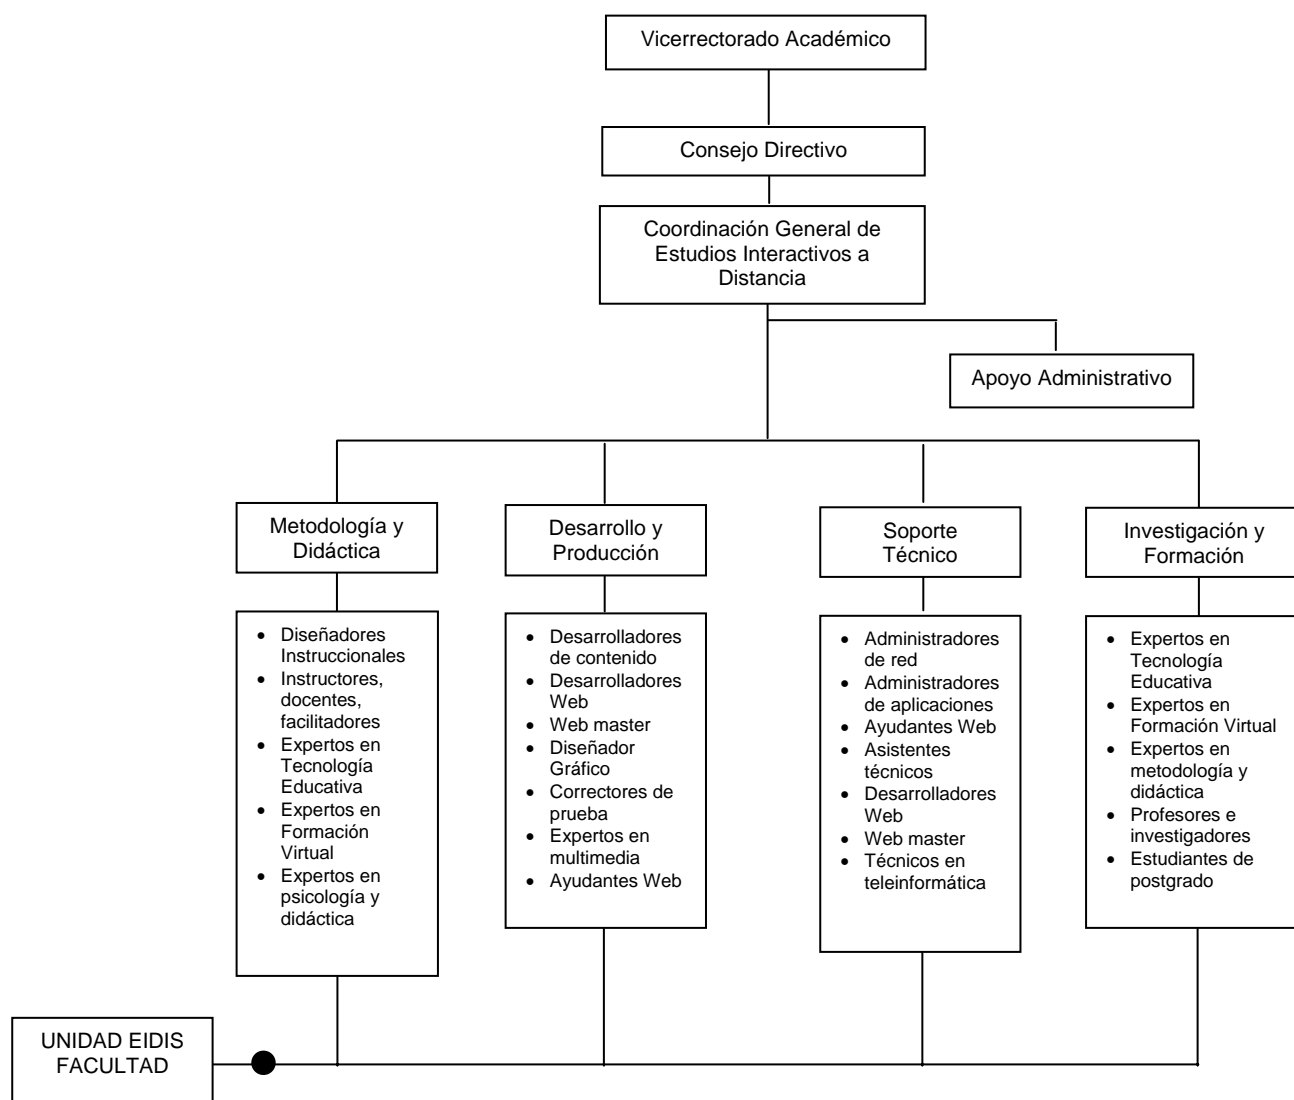 Vicerrectorado Académico
Consejo Directivo
Coordinación General de
Estudios Interactivos a
Distancia
Apoyo Administrativo
Metodología y
Didáctica
Desarrollo y
Producción
Soporte
Técnico
Investigación y
Formación
• Diseñadores
Instruccionales
• Instructores,
docentes,
facilitadores
• Expertos en
Tecnología
Educativa
• Expertos en
Formación
Virtual
• Expertos en
psicología y
didáctica
• Desarrolladores
de contenido
• Desarrolladores
Web
• Web master
• Diseñador
Gráfico
• Correctores de
prueba
• Expertos en
multimedia
• Ayudantes Web
• Administradores
de red
• Administradores
de aplicaciones
• Ayudantes Web
• Asistentes
técnicos
• Desarrolladores
Web
• Web master
• Técnicos en
teleinformática
• Expertos en
Tecnología
Educativa
• Expertos en
Formación Virtual
• Expertos en
metodología y
didáctica
• Profesores e
investigadores
• Estudiantes de
postgrado
UNIDAD EIDIS
FACULTAD